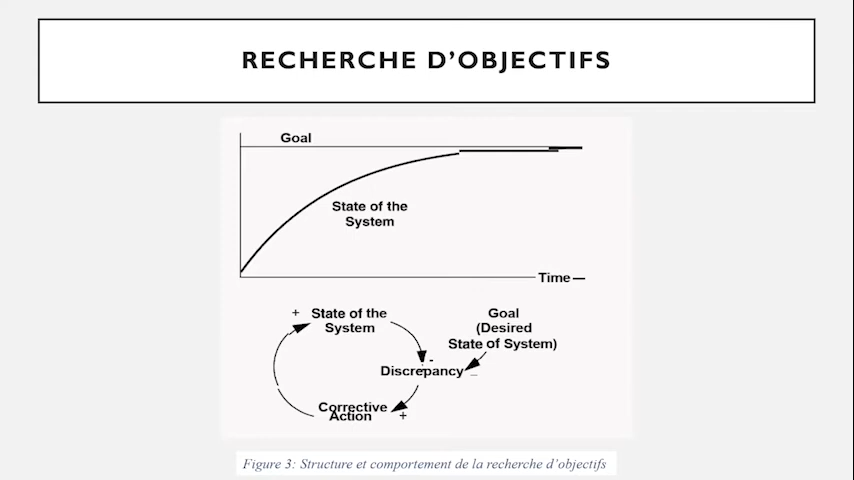 RECHERCHE D'OBJECTIFS
Goal
State of the
System
Time
+ State of the
System
Goal
(Desired
State of System)
-
Discrepancy _
Corrective
Action +
Figure 3: Structure et comportement de la recherche d'objectifs